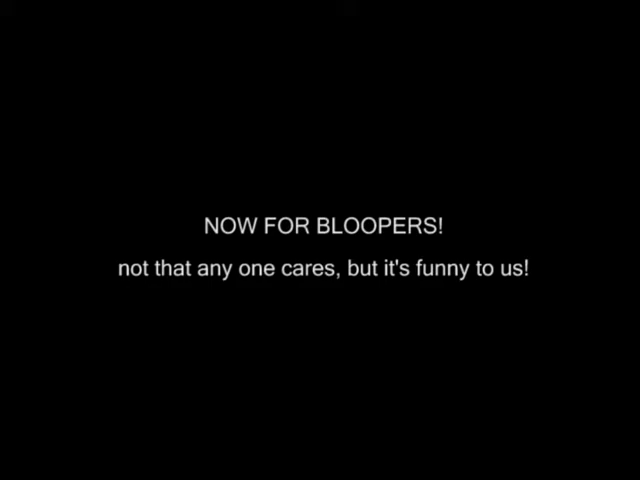 NOW FOR BLOOPERS!
not that any one cares, but it's funny to us!